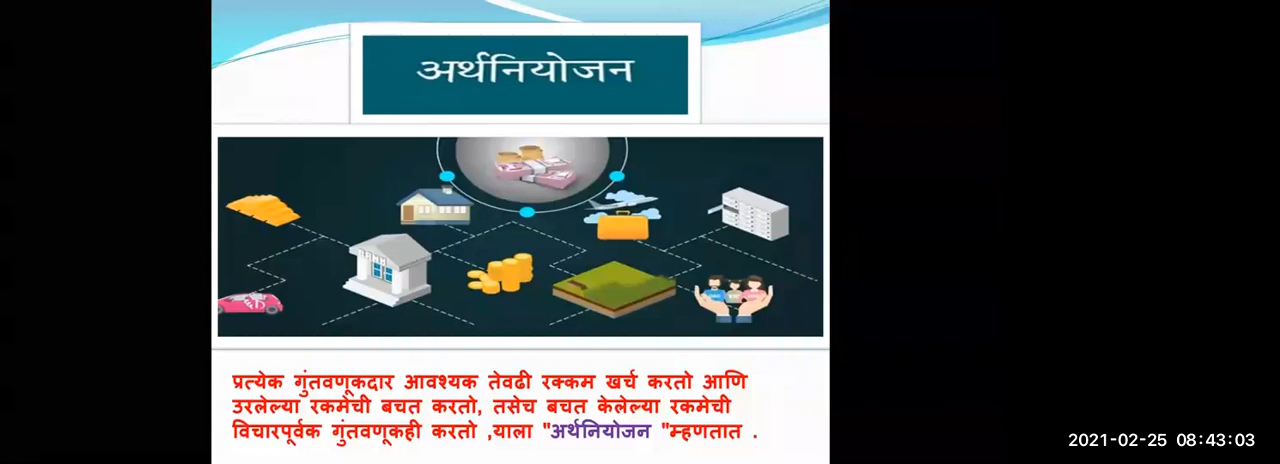 अर्थनियोजन
प्रत्येक गुंतवणूकदार आवश्यक तेवढी रक्कम खर्च करतो आणि
उरलेल्या रकमेची बचत करतो, तसेच बचत केलेल्या रकमेची
विचारपूर्वक गुंतवणूकही करतो ,याला "अर्थनियोजन "म्हणतात .
2021-02-25 08:43:03